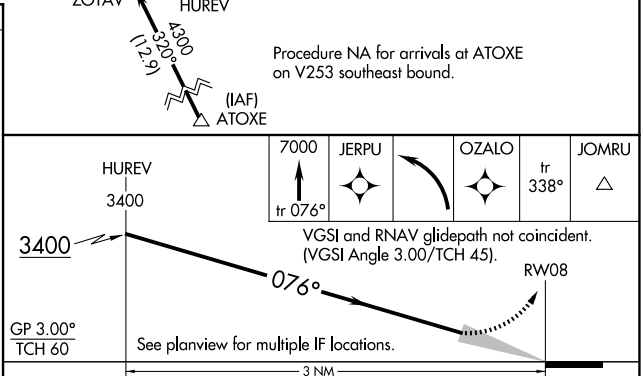 ZOTAV
HUREV
4300
320°
(12.9)
(IAF)
ATOXE
Procedure NA for arrivals at ATOXE
on V253 southeast bound.
7000
tr 076°
JERPU
OZALO
tr
338°
JOMRU
HUREV
3400
3400
VGSI and RNAV glidepath not coincident.
(VGSI Angle 3.00/TCH 45).
076°
RW08
GP 3.00°
TCH 60
See planview for multiple IF locations.
3 NM